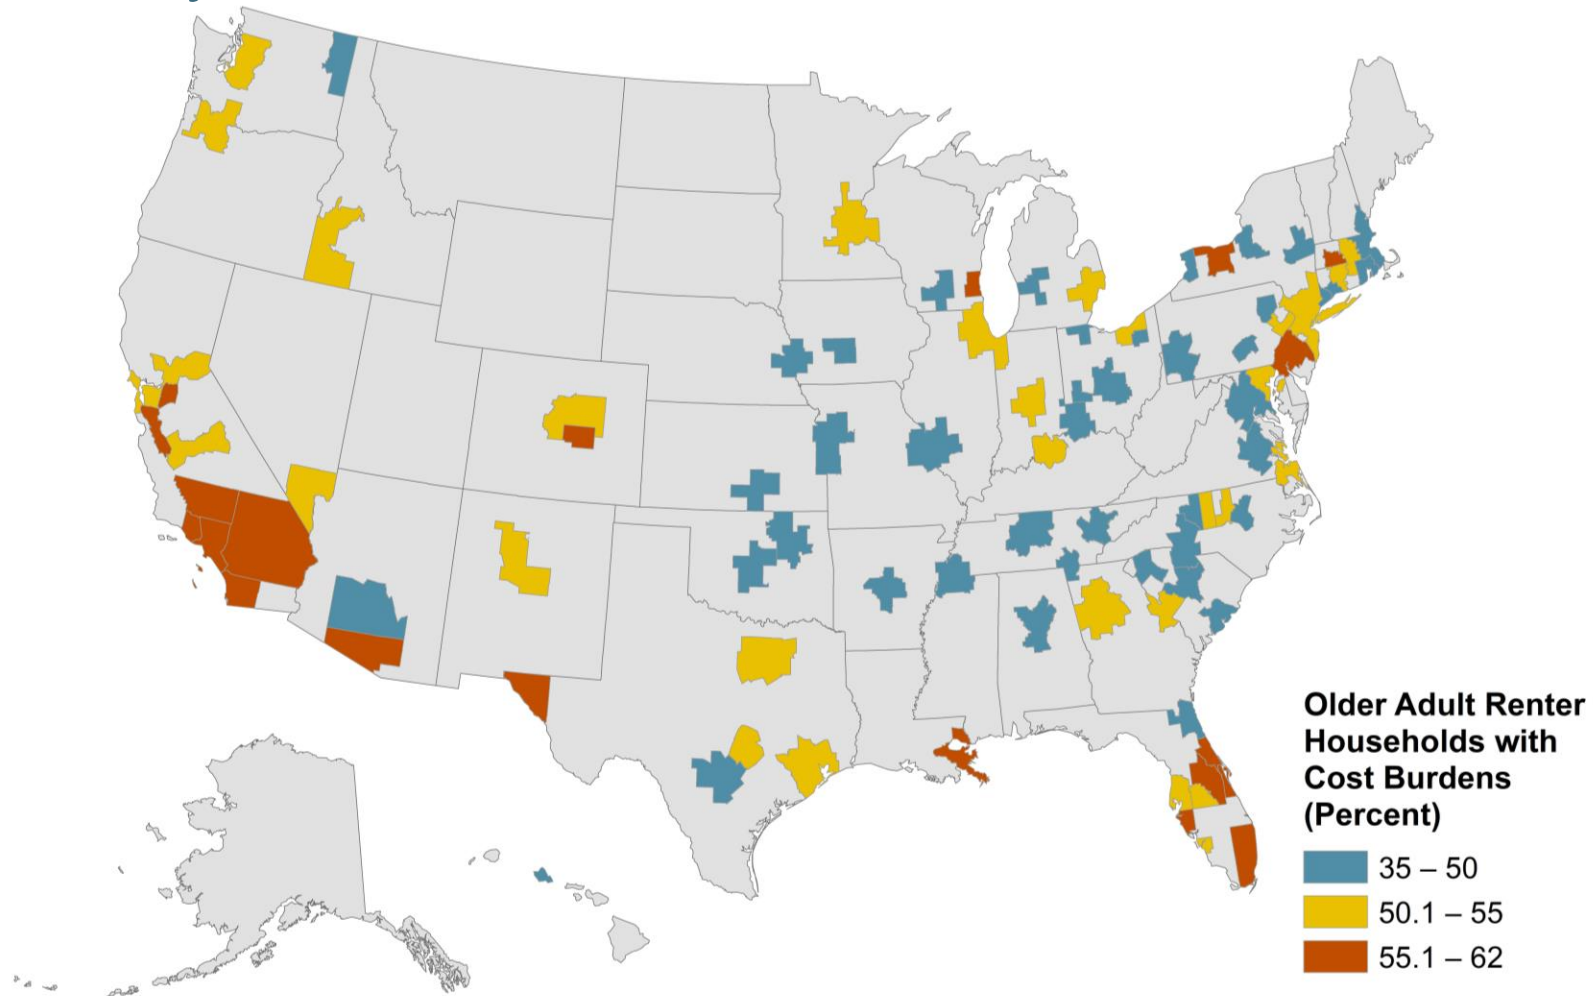 Older Adult Renter
Households with
Cost Burdens
(Percent)
35 – 50
50.1 – 55
55.1 – 62